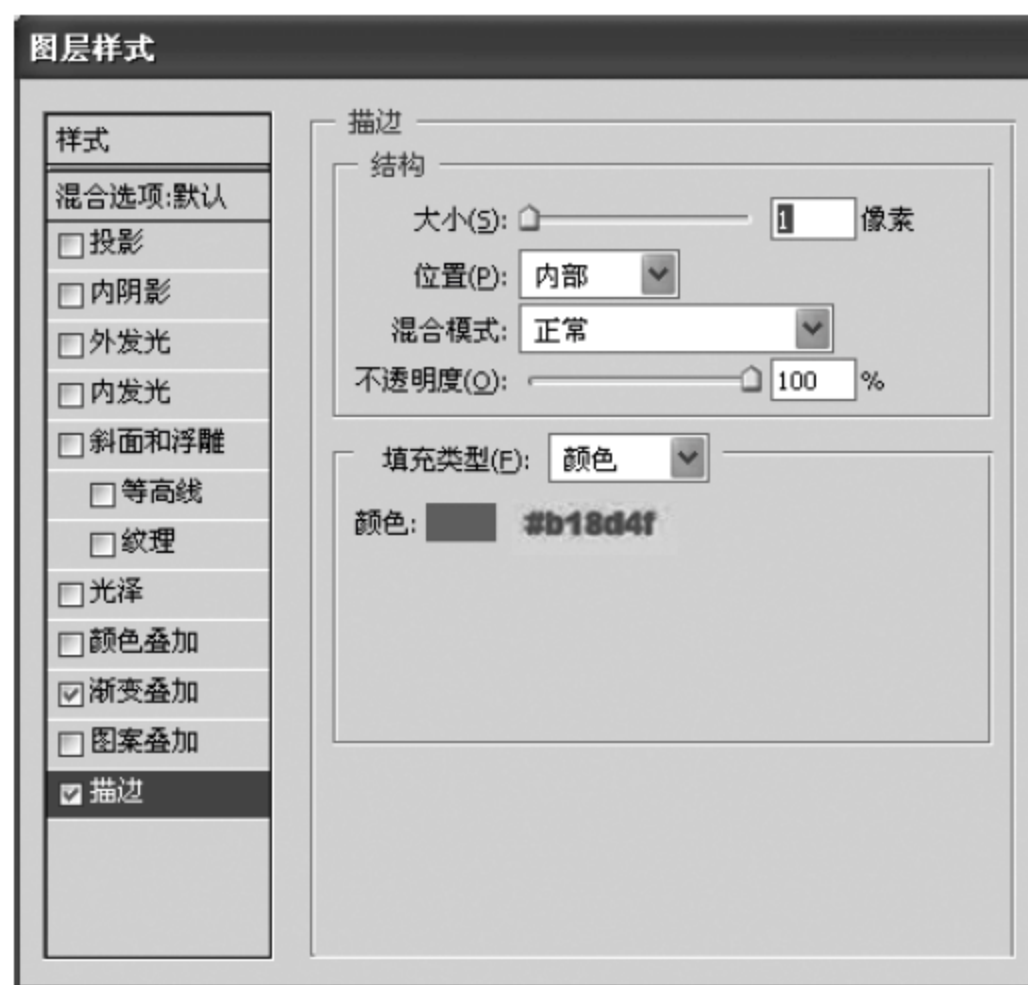 图层样式
样式
混合选项:默认
投影
内阴影
外发光
内发光
斜面和浮雕
等高线
纹理
光泽
颜色叠加
渐变叠加
图案叠加
描边
描边
结构
大小(S): 1 像素
位置(P): 内部
混合模式: 正常
不透明度(O): 100 %
填充类型(F): 颜色
颜色: #b18d4f